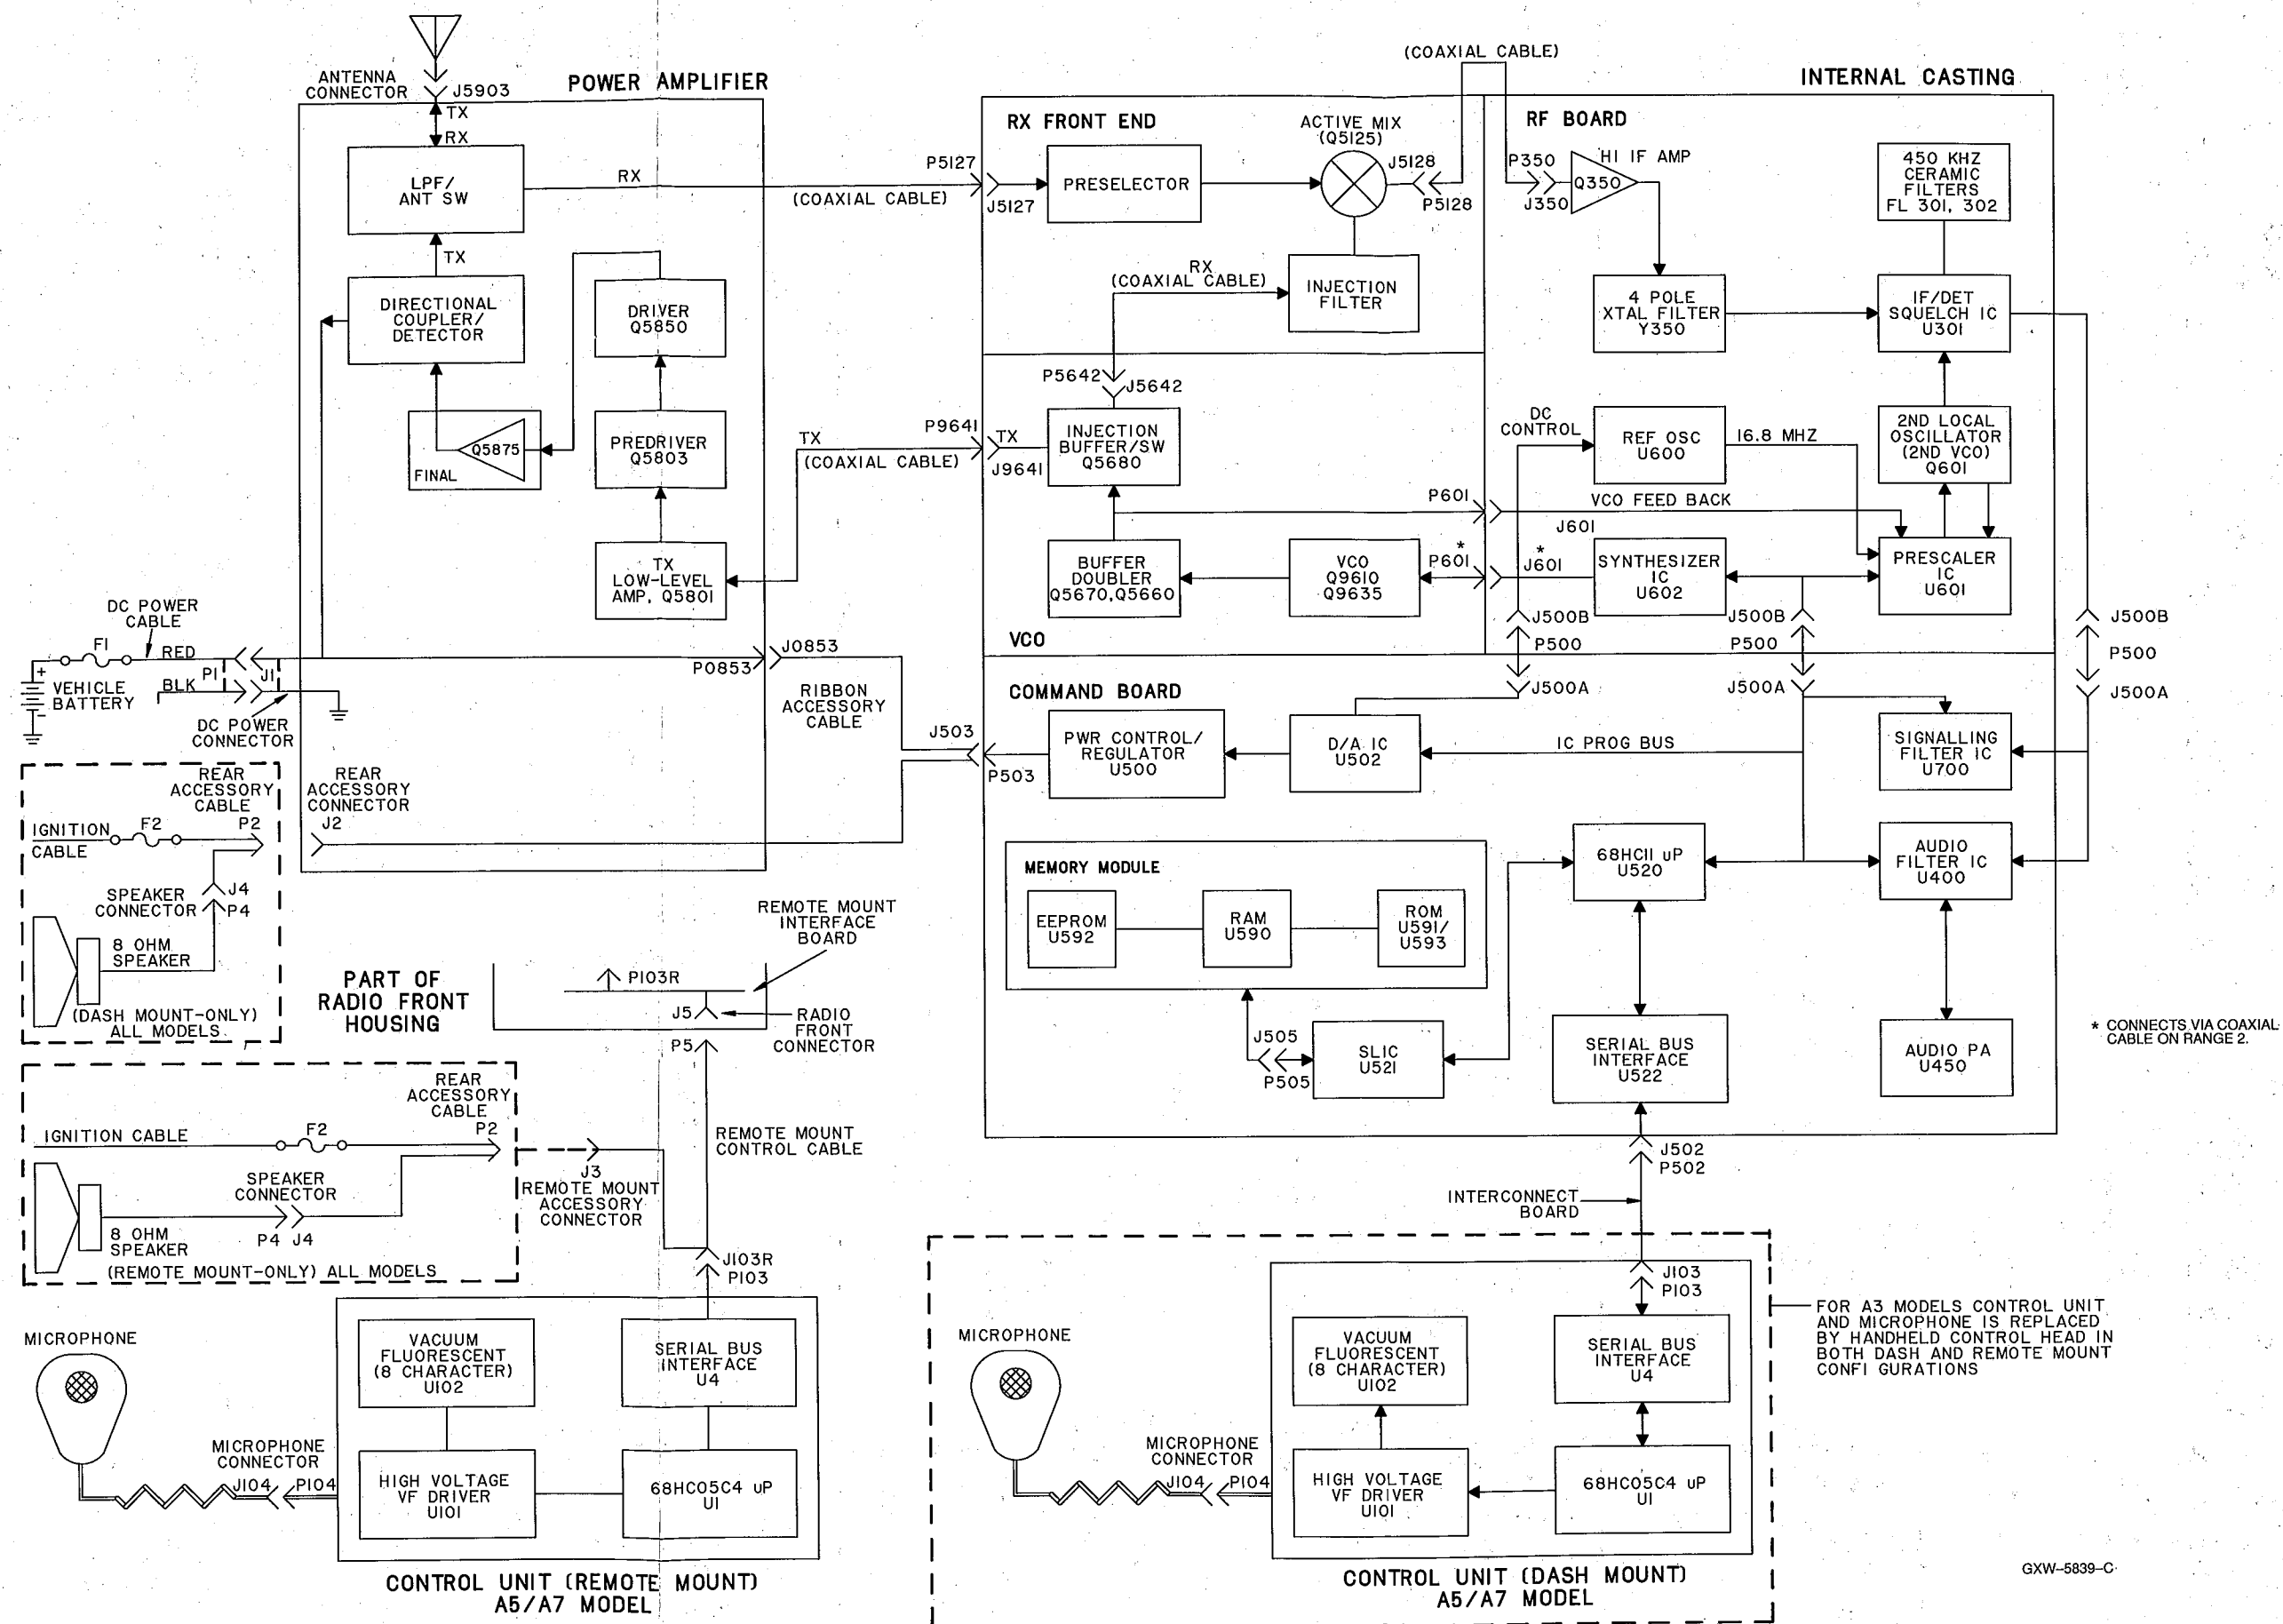 (COAXIAL CABLE)
ANTENNA
CONNECTOR
J5903
POWER AMPLIFIER
INTERNAL CASTING
TX
RX
LPF/
ANT SW
RX
(COAXIAL CABLE)
TX
DIRECTIONAL
COUPLER/
DETECTOR
DRIVER
Q5850
Q5875
FINAL
PREDRIVER
Q5803
TX
LOW-LEVEL
AMP, Q5801
TX
(COAXIAL CABLE)
P5127
J5127
RX FRONT END
PRESELECTOR
ACTIVE MIX
(Q5125)
J5128
P5128
RX
(COAXIAL CABLE)
INJECTION
FILTER
P5642
J5642
P9641
J9641
TX
INJECTION
BUFFER/SW
Q5680
BUFFER
DOUBLER
Q5670,Q5660
VCO
Q9610
Q9635
P601
J601
*
P601
*
J601
VCO
RF BOARD
P350
J350
HI IF AMP
Q350
450 KHZ
CERAMIC
FILTERS
FL 301, 302
4 POLE
XTAL FILTER
Y350
IF/DET
SQUELCH IC
U301
DC
CONTROL
REF OSC
U600
16.8 MHZ
2ND LOCAL
OSCILLATOR
(2ND VCO)
Q601
VCO FEED BACK
SYNTHESIZER
IC
U602
PRESCALER
IC
U601
J500B
P500
J500A
J500B
P500
J500A
J500B
P500
J500A
DC POWER
CABLE
F1
RED
+
-
VEHICLE
BATTERY
BLK
P1
J1
DC POWER
CONNECTOR
P0853
J0853
RIBBON
ACCESSORY
CABLE
J503
P503
COMMAND BOARD
PWR CONTROL/
REGULATOR
U500
D/A IC
U502
IC PROG BUS
SIGNALLING
FILTER IC
U700
68HC11 uP
U520
AUDIO
FILTER IC
U400
MEMORY MODULE
EEPROM
U592
RAM
U590
ROM
U591/
U593
J505
P505
SLIC
U521
SERIAL BUS
INTERFACE
U522
AUDIO PA
U450
* CONNECTS VIA COAXIAL
CABLE ON RANGE 2.
REAR
ACCESSORY
CABLE
P2
IGNITION
CABLE
F2
SPEAKER
CONNECTOR
J4
P4
8 OHM
SPEAKER
(DASH MOUNT-ONLY)
ALL MODELS
REAR
ACCESSORY
CONNECTOR
J2
PART OF
RADIO FRONT
HOUSING
REMOTE MOUNT
INTERFACE
BOARD
P103R
J5
RADIO
FRONT
CONNECTOR
P5
REMOTE MOUNT
CONTROL CABLE
REAR
ACCESSORY
CABLE
P2
IGNITION CABLE
F2
SPEAKER
CONNECTOR
P4
J4
8 OHM
SPEAKER
(REMOTE MOUNT-ONLY) ALL MODELS
J3
REMOTE MOUNT
ACCESSORY
CONNECTOR
J103R
P103
MICROPHONE
MICROPHONE
CONNECTOR
J104
P104
VACUUM
FLUORESCENT
(8 CHARACTER)
U102
SERIAL BUS
INTERFACE
U4
HIGH VOLTAGE
VF DRIVER
U101
68HC05C4 uP
U1
CONTROL UNIT (REMOTE MOUNT)
A5/A7 MODEL
J502
P502
INTERCONNECT
BOARD
J103
P103
MICROPHONE
MICROPHONE
CONNECTOR
J104
P104
VACUUM
FLUORESCENT
(8 CHARACTER)
U102
SERIAL BUS
INTERFACE
U4
HIGH VOLTAGE
VF DRIVER
U101
68HC05C4 uP
U1
CONTROL UNIT (DASH MOUNT)
A5/A7 MODEL
FOR A3 MODELS CONTROL UNIT
AND MICROPHONE IS REPLACED
BY HANDHELD CONTROL HEAD IN
BOTH DASH AND REMOTE MOUNT
CONFI GURATIONS
GXW-5839-C